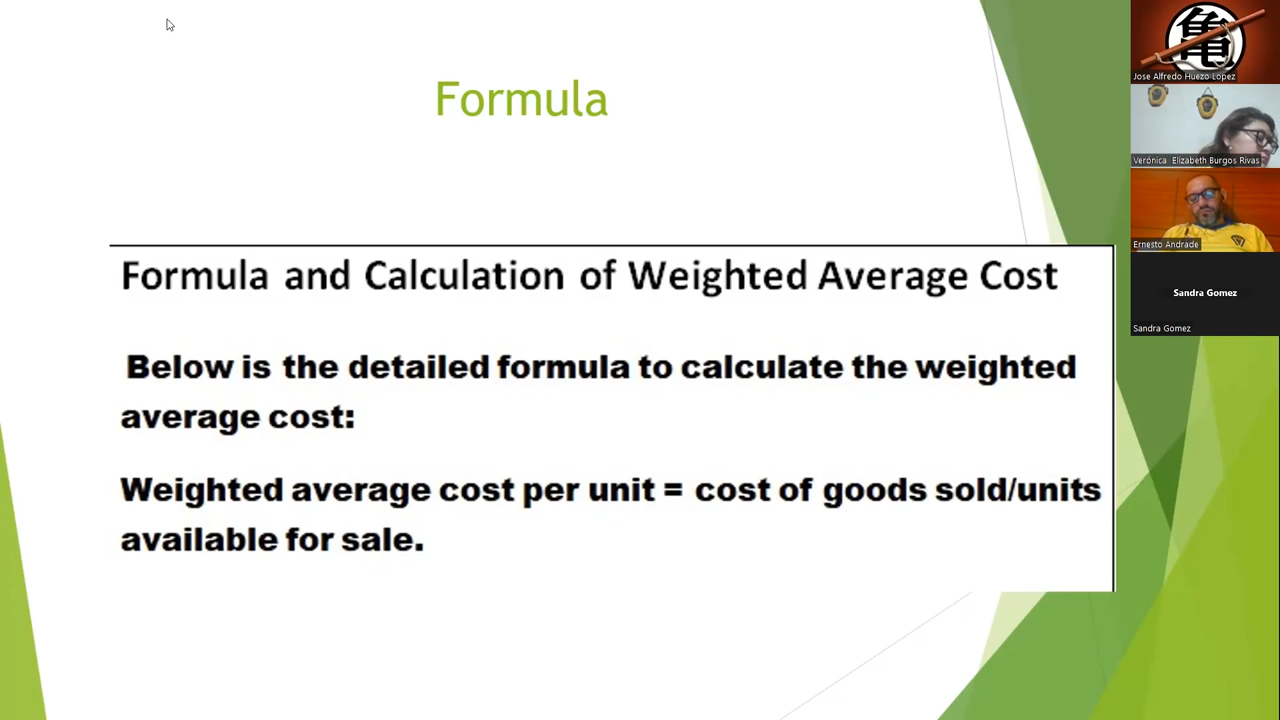 Formula
Formula and Calculation of Weighted Average Cost
Below is the detailed formula to calculate the weighted
average cost:
Weighted average cost per unit = cost of goods sold/units
available for sale.
亀
Jose Alfredo Huezo Lopez
Verónica Elizabeth Burgos Rivas
Ernesto Andrade
Sandra Gomez
Sandra Gomez